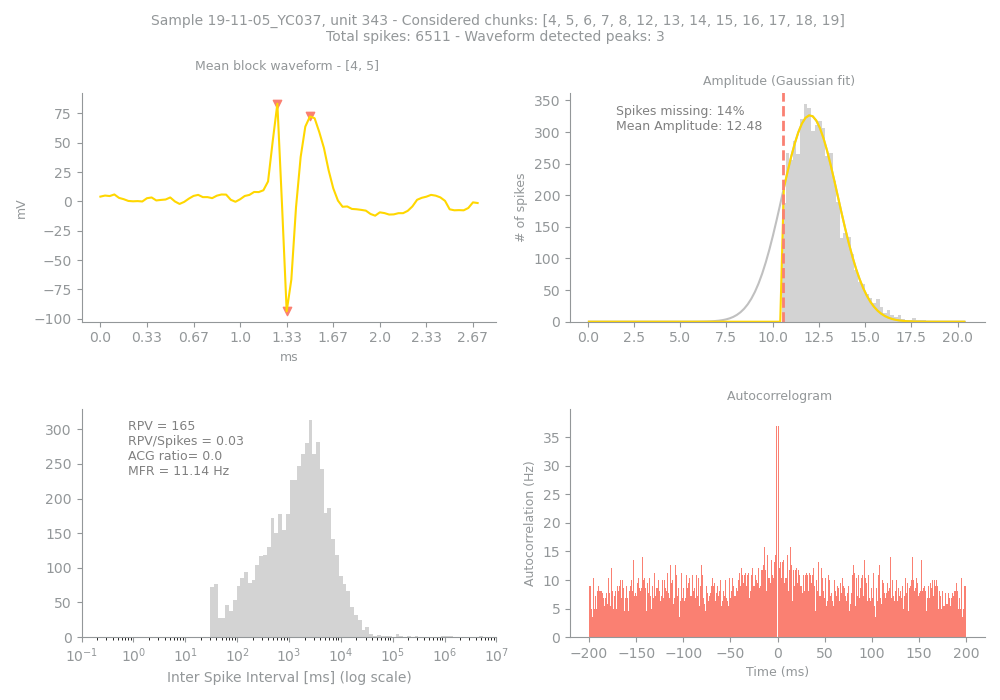 Sample 19-11-05_YC037, unit 343 - Considered chunks: [4, 5, 6, 7, 8, 12, 13, 14, 15, 16, 17, 18, 19]
Total spikes: 6511 - Waveform detected peaks: 3
Mean block waveform - [4, 5]
75
50
25
0
−25
−50
−75
−100
mV
0.0 0.33 0.67 1.0 1.33 1.67 2.0 2.33 2.67
ms
Amplitude (Gaussian fit)
Spikes missing: 14%
Mean Amplitude: 12.48
350
300
250
200
150
100
50
0
# of spikes
0.0 2.5 5.0 7.5 10.0 12.5 15.0 17.5 20.0
RPV = 165
RPV/Spikes = 0.03
ACG ratio= 0.0
MFR = 11.14 Hz
300
250
200
150
100
50
0
10⁻¹ 10⁰ 10¹ 10² 10³ 10⁴ 10⁵ 10⁶ 10⁷
Inter Spike Interval [ms] (log scale)
Autocorrelogram
35
30
25
20
15
10
5
0
Autocorrelation (Hz)
−200 −150 −100 −50 0 50 100 150 200
Time (ms)